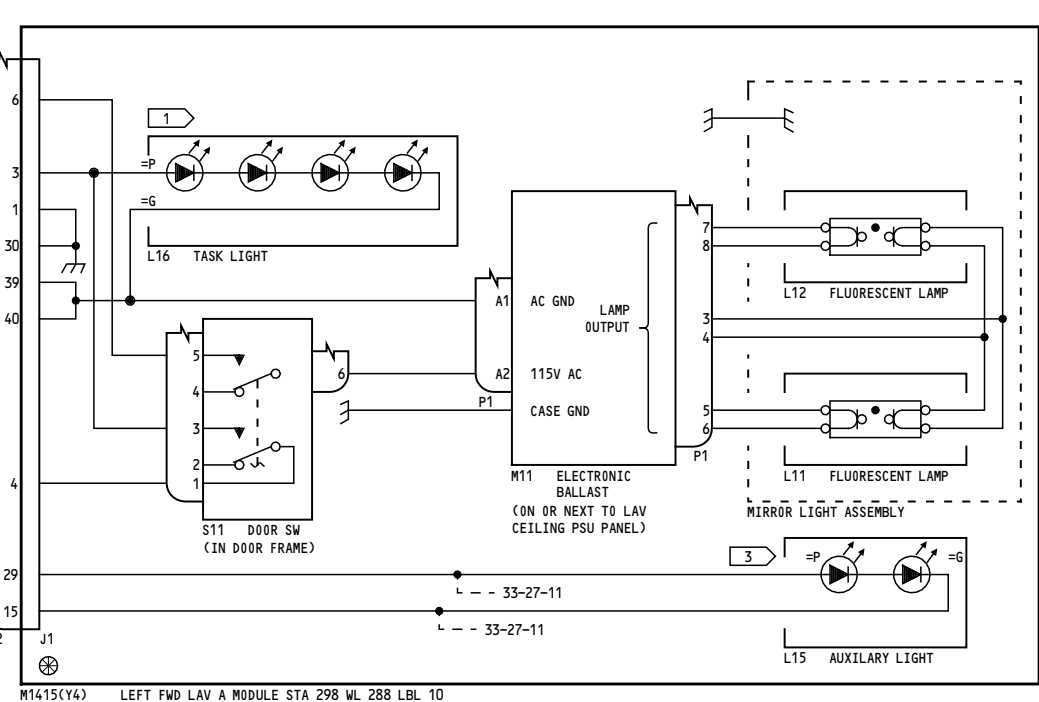 6
3
1
30
39
40
4
29
15
2
J1
1
=P
=G
L16 TASK LIGHT
5
4
3
2
1
6
S11 DOOR SW
(IN DOOR FRAME)
A1 AC GND
A2 115V AC
P1
CASE GND
LAMP
OUTPUT
7
8
3
4
5
6
P1
M11 ELECTRONIC
BALLAST
(ON OR NEXT TO LAV
CEILING PSU PANEL)
L12 FLUORESCENT LAMP
L11 FLUORESCENT LAMP
MIRROR LIGHT ASSEMBLY
3
=P
=G
33-27-11
33-27-11
L15 AUXILARY LIGHT
M1415(Y4) LEFT FWD LAV A MODULE STA 298 WL 288 LBL 10